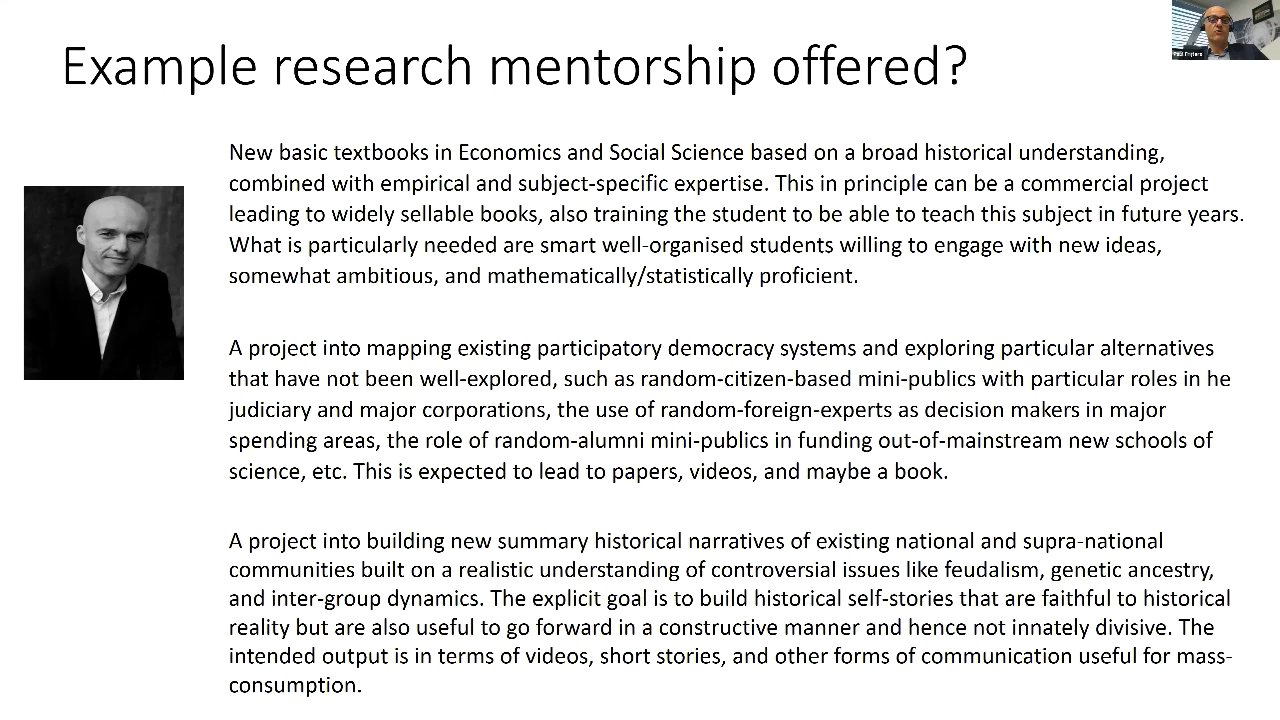 Example research mentorship offered?
New basic textbooks in Economics and Social Science based on a broad historical understanding,
combined with empirical and subject-specific expertise. This in principle can be a commercial project
leading to widely sellable books, also training the student to be able to teach this subject in future years.
What is particularly needed are smart well-organised students willing to engage with new ideas,
somewhat ambitious, and mathematically/statistically proficient.
A project into mapping existing participatory democracy systems and exploring particular alternatives
that have not been well-explored, such as random-citizen-based mini-publics with particular roles in he
judiciary and major corporations, the use of random-foreign-experts as decision makers in major
spending areas, the role of random-alumni mini-publics in funding out-of-mainstream new schools of
science, etc. This is expected to lead to papers, videos, and maybe a book.
A project into building new summary historical narratives of existing national and supra-national
communities built on a realistic understanding of controversial issues like feudalism, genetic ancestry,
and inter-group dynamics. The explicit goal is to build historical self-stories that are faithful to historical
reality but are also useful to go forward in a constructive manner and hence not innately divisive. The
intended output is in terms of videos, short stories, and other forms of communication useful for mass-
consumption.